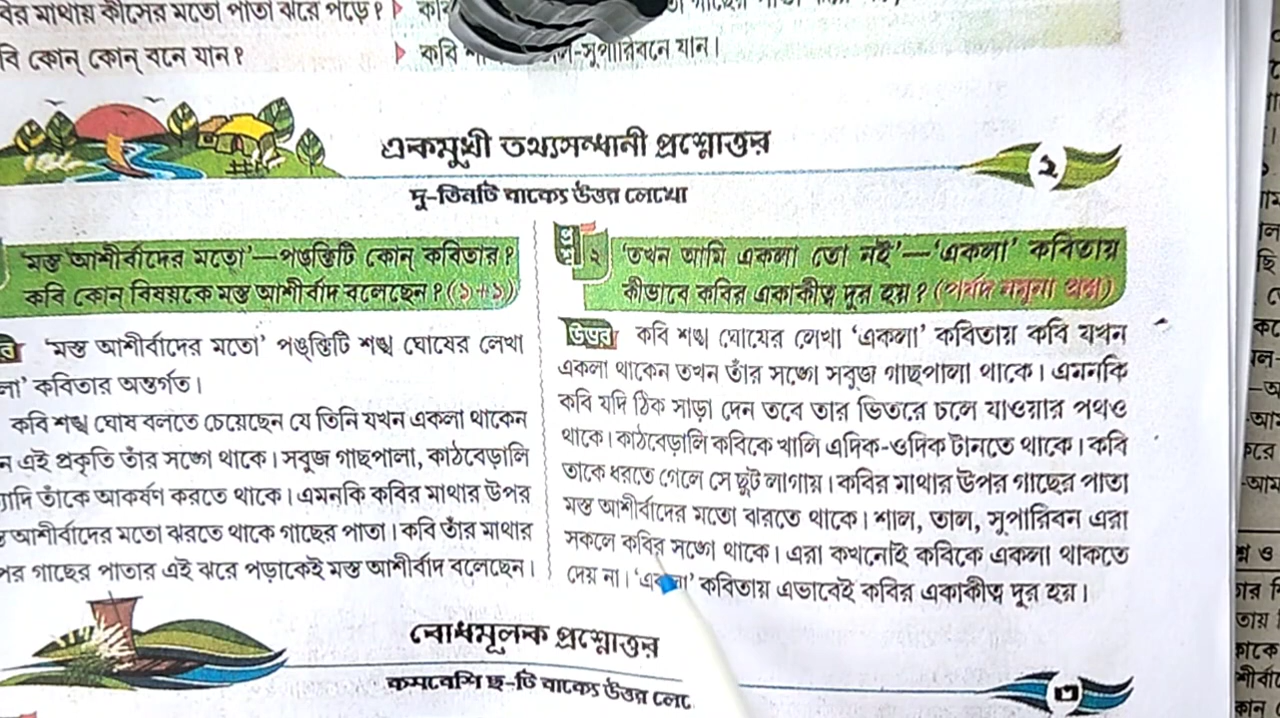 মাথায় কীসের মতো পাতা ঝরে পড়ে?
কোন্ কোন্ বনে যান?
কবি
-সুপারিবনে যান।
একমুখী তথ্যসন্ধানী প্রশ্নোত্তর
২
দু-তিনটি বাক্যে উত্তর লেখো
'মস্ত আশীর্বাদের মতো'—পঙক্তিটি কোন্ কবিতার?
কবি কোন বিষয়কে মস্ত আশীর্বাদ বলেছেন? (১+১)
'মস্ত আশীর্বাদের মতো' পঙক্তিটি শঙ্খ ঘোষের লেখা
কবিতার অন্তর্গত।
কবি শঙ্খ ঘোষ বলতে চেয়েছেন যে তিনি যখন একলা থাকেন
এই প্রকৃতি তাঁর সঙ্গে থাকে। সবুজ গাছপালা, কাঠবেড়ালি
তাঁকে আকর্ষণ করতে থাকে। এমনকি কবির মাথার উপর
আশীর্বাদের মতো ঝরতে থাকে গাছের পাতা। কবি তাঁর মাথার
গাছের পাতার এই ঝরে পড়াকেই মস্ত আশীর্বাদ বলেছেন।
প্রশ্ন ২ 'তখন আমি একলা তো নই'—'একলা' কবিতায়
কীভাবে কবির একাকীত্ব দূর হয়? (পর্ষদ নমুনা প্রশ্ন)
উত্তর কবি শঙ্খ ঘোষের লেখা 'একলা' কবিতায় কবি যখন
একলা থাকেন তখন তাঁর সঙ্গে সবুজ গাছপালা থাকে। এমনকি
কবি যদি ঠিক সাড়া দেন তবে তার ভিতরে চলে যাওয়ার পথও
থাকে। কাঠবেড়ালি কবিকে খালি এদিক-ওদিক টানতে থাকে। কবি
তাকে ধরতে গেলে সে ছুট লাগায়। কবির মাথার উপর গাছের পাতা
মস্ত আশীর্বাদের মতো ঝরতে থাকে। শাল, তাল, সুপারিবন এরা
সকলে কবির সঙ্গে থাকে। এরা কখনোই কবিকে একলা থাকতে
দেয় না। 'একলা' কবিতায় এভাবেই কবির একাকীত্ব দূর হয়।
বোধমূলক প্রশ্নোত্তর
৩
কমবেশি ছ-টি বাক্যে উত্তর